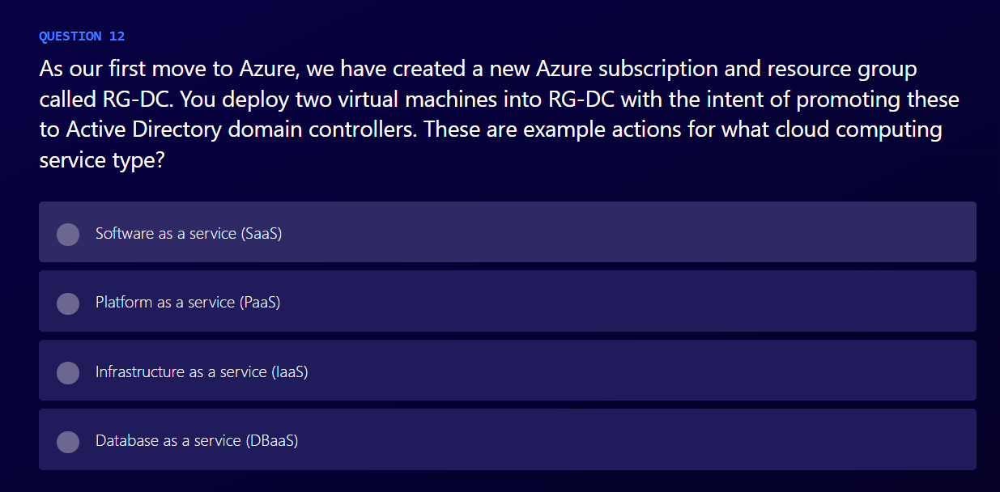 QUESTION 12
As our first move to Azure, we have created a new Azure subscription and resource group
called RG-DC. You deploy two virtual machines into RG-DC with the intent of promoting these
to Active Directory domain controllers. These are example actions for what cloud computing
service type?
Software as a service (SaaS)
Platform as a service (PaaS)
Infrastructure as a service (IaaS)
Database as a service (DBaaS)